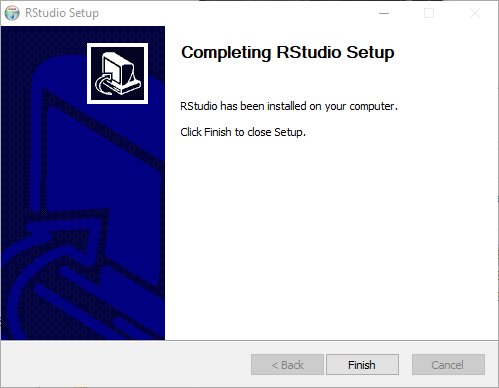 RStudio Setup
Completing RStudio Setup
RStudio has been installed on your computer.
Click Finish to close Setup.
< Back
Finish
Cancel